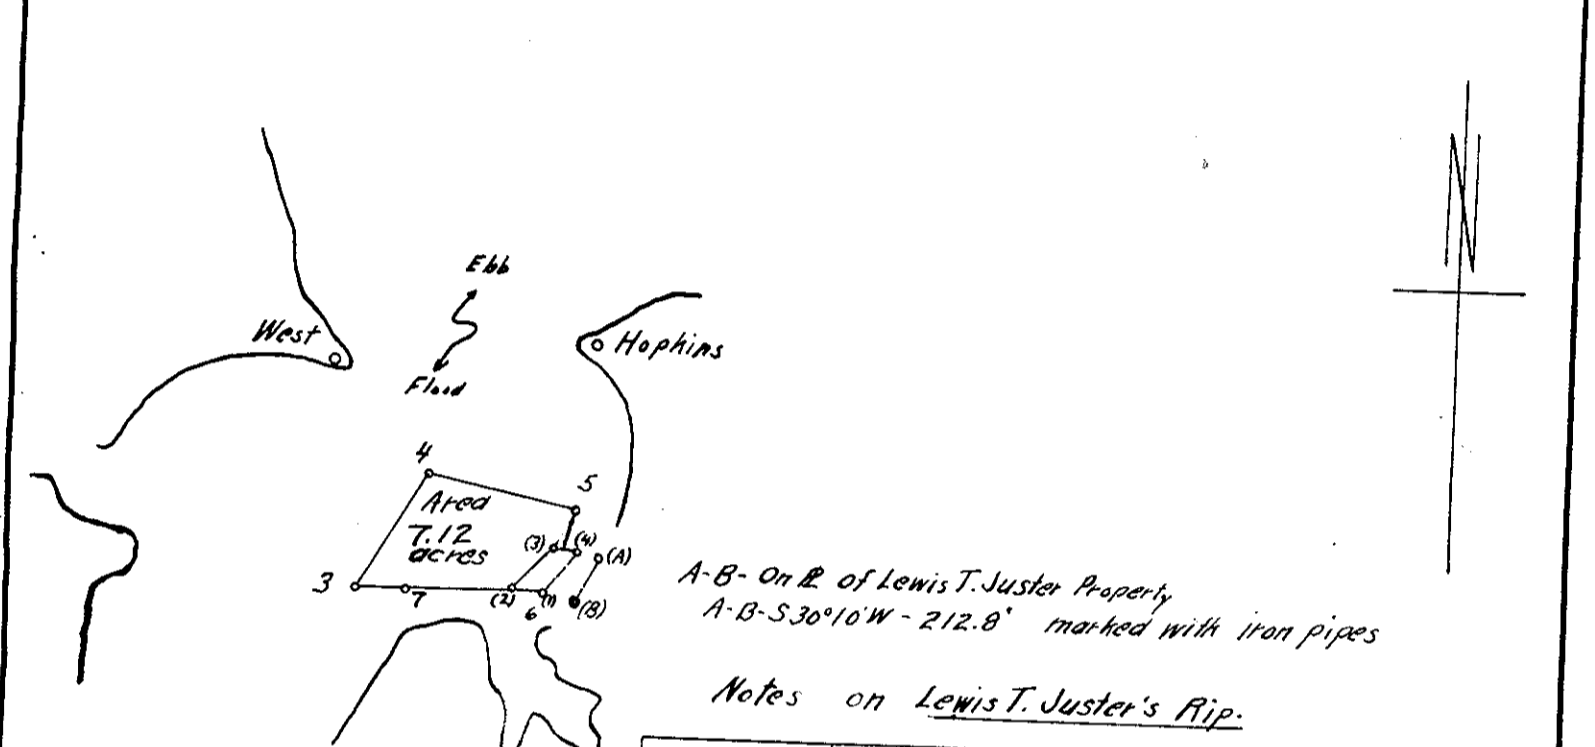 N
Ebb
West
Hopkins
Flood
4
5
Area
7.12
acres
(3)
(4)
(A)
3
7
(2)
(1)
6
(B)
A-B- On ⅊ of Lewis T. Juster Property
A-B-S30°10'W - 212.8' marked with iron pipes
Notes on Lewis T. Juster's Rip.